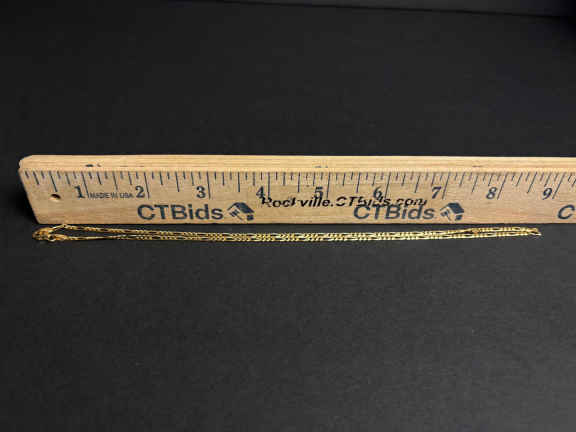 1 MADE IN USA 2 3 4 5 6 7 8 9
CTBids Rockville.CTBids.com CTBids